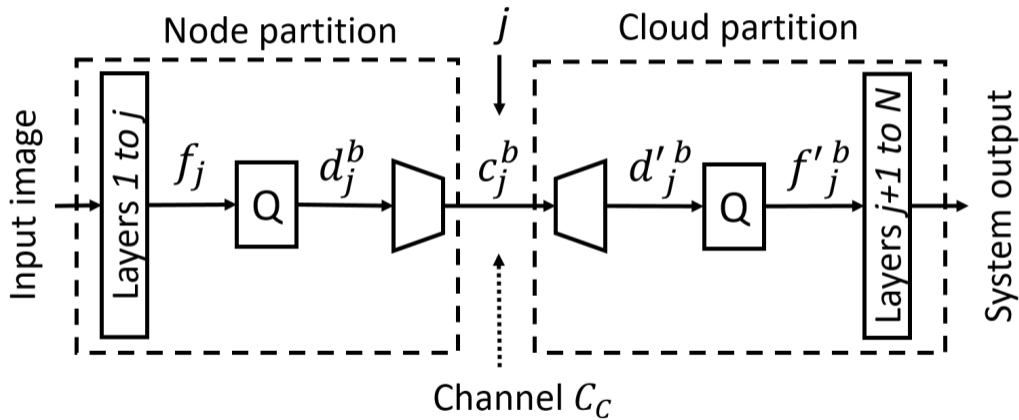 Node partition
j
Cloud partition
Input image
Layers 1 to j
f_j
Q
d_j^b
c_j^b
d'_j^b
Q
f'_j^b
Layers j+1 to N
System output
Channel C_C